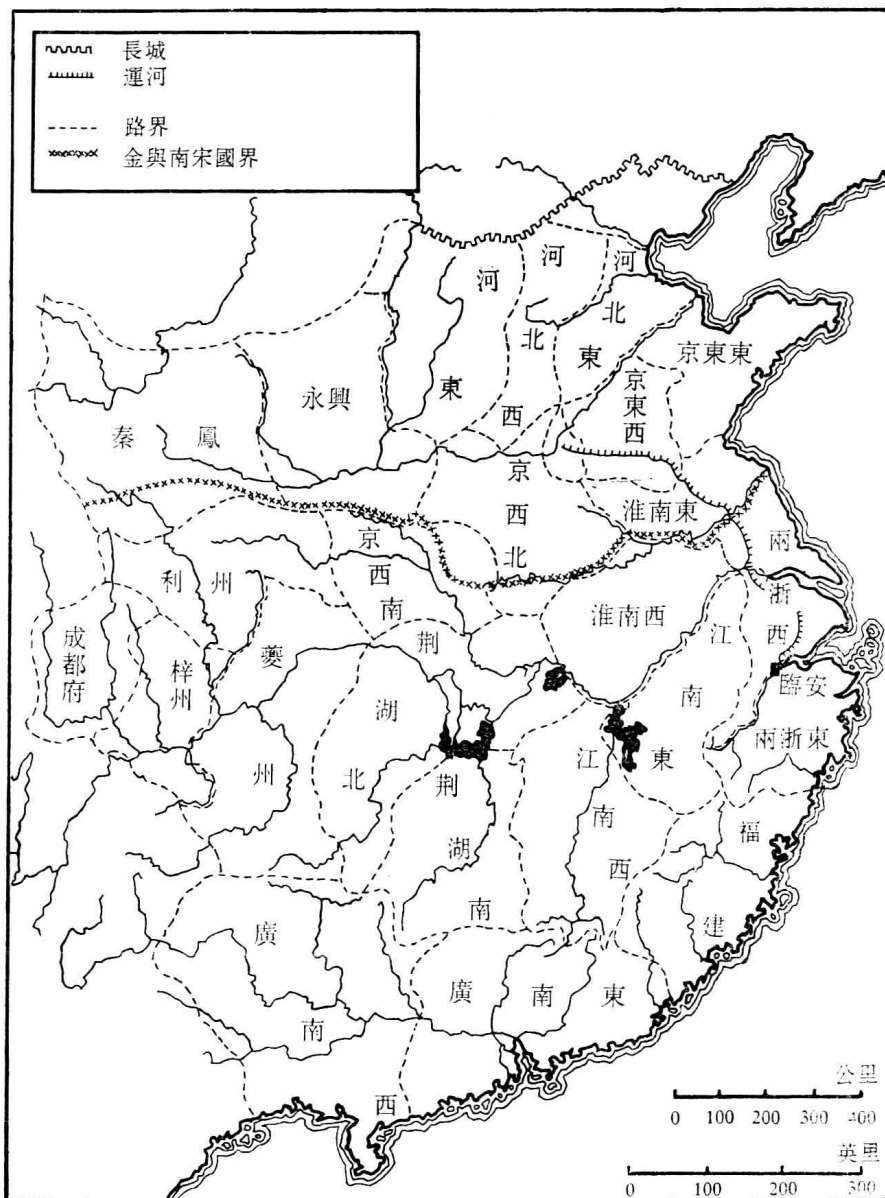 長城
運河
路界
金與南宋國界
河東
河北西
河北東
京東東
京東西
永興
秦鳳
京西北
淮南東
兩浙西
京西南
利州
淮南西
成都府
梓州
夔州
荆湖北
江南東
臨安
兩浙東
荆湖南
江南西
福建
廣南西
廣南東
公里
0 100 200 300 400
英里
0 100 200 300